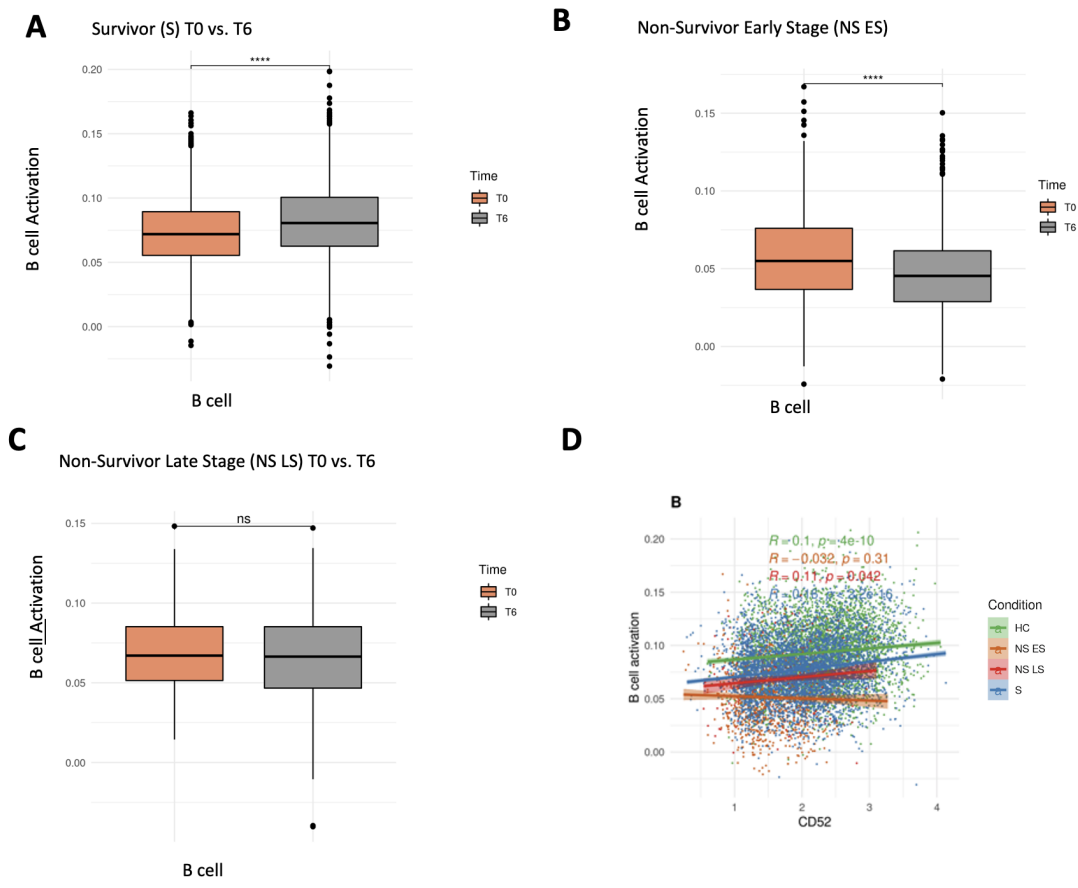 A
Survivor (S) T0 vs. T6
B cell Activation
0.20
0.15
0.10
0.05
0.00
****
Time
T0
T6
B cell
B
Non-Survivor Early Stage (NS ES)
B cell Activation
0.15
0.10
0.05
0.00
****
Time
T0
T6
B cell
C
Non-Survivor Late Stage (NS LS) T0 vs. T6
B cell Activation
0.15
0.10
0.05
0.00
ns
Time
T0
T6
B cell
D
B
B cell activation
0.20
0.15
0.10
0.05
0.00
R = 0.1, p = 4e-10
R = -0.032, p = 0.31
R = 0.11, p = 0.042
1
2
3
4
CD52
Condition
a HC
a NS ES
a NS LS
a S